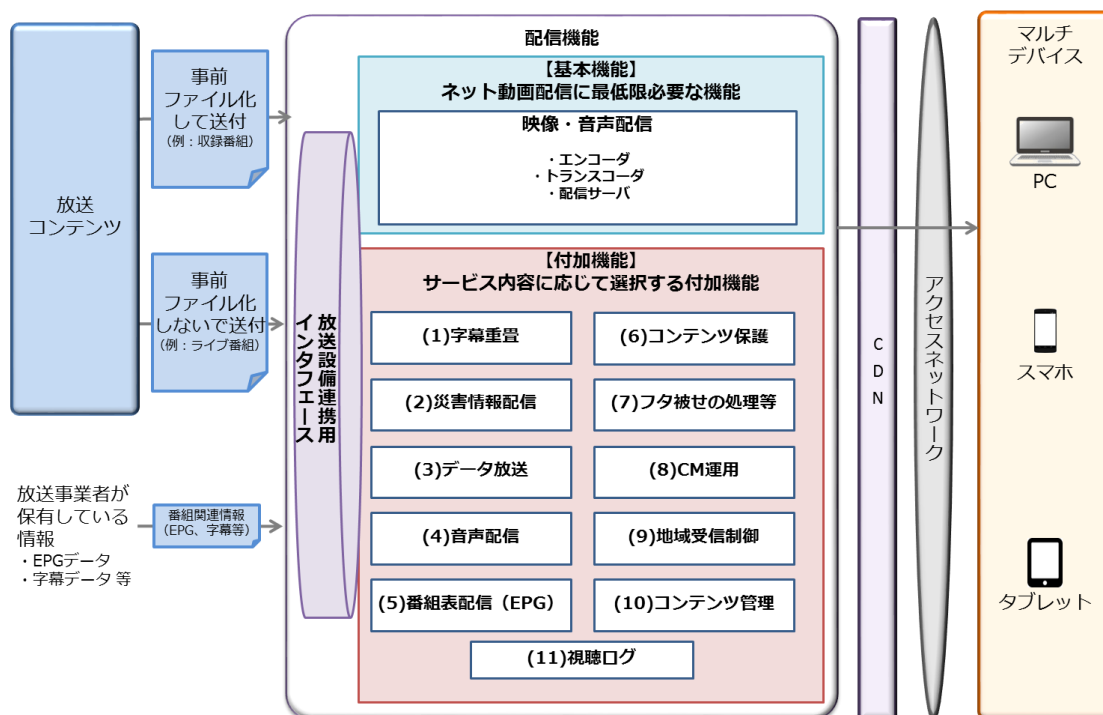 放送
コンテンツ
事前
ファイル化
して送付
(例：収録番組)
事前
ファイル化
しないで送付
(例：ライブ番組)
放送事業者が
保有している
情報
・EPGデータ
・字幕データ 等
番組関連情報
(EPG、字幕等)
放送設備連携用
インタフェース
配信機能
【基本機能】
ネット動画配信に最低限必要な機能
映像・音声配信
・エンコーダ
・トランスコーダ
・配信サーバ
【付加機能】
サービス内容に応じて選択する付加機能
(1)字幕重畳
(2)災害情報配信
(3)データ放送
(4)音声配信
(5)番組表配信（EPG）
(6)コンテンツ保護
(7)フタ被せの処理等
(8)CM運用
(9)地域受信制御
(10)コンテンツ管理
(11)視聴ログ
CDN
アクセスネットワーク
マルチ
デバイス
PC
スマホ
タブレット